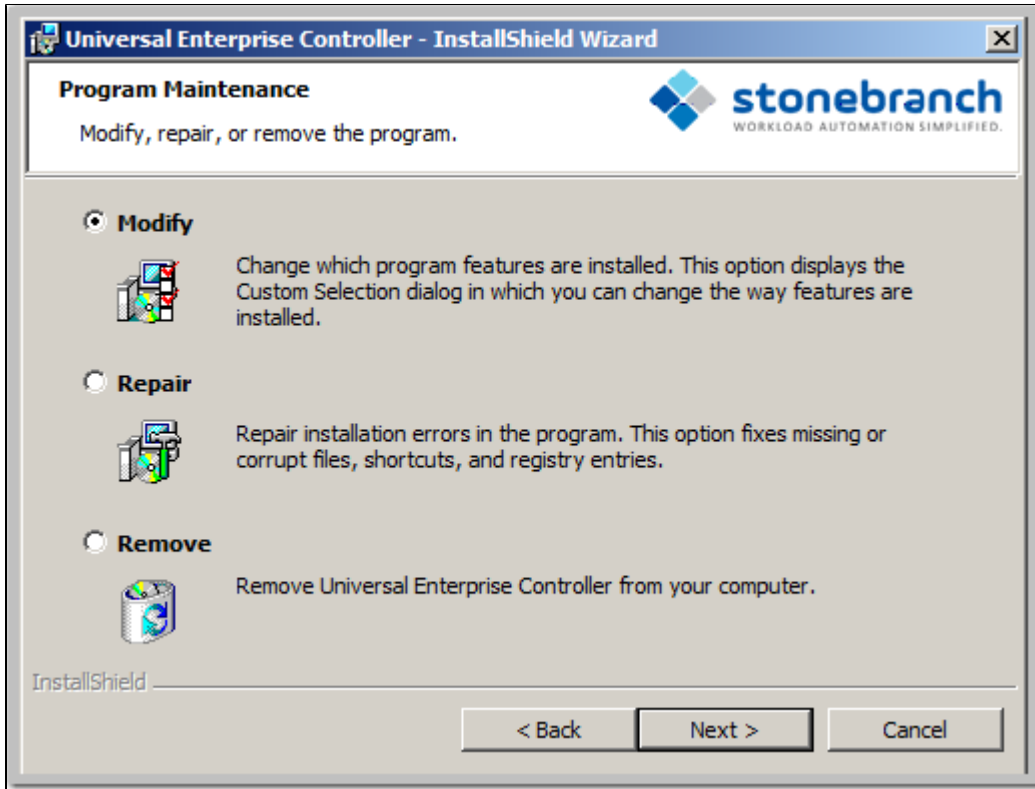 Universal Enterprise Controller - InstallShield Wizard
Program Maintenance
Modify, repair, or remove the program.
stonebranch
WORKLOAD AUTOMATION SIMPLIFIED.
Modify
Change which program features are installed. This option displays the
Custom Selection dialog in which you can change the way features are
installed.
Repair
Repair installation errors in the program. This option fixes missing or
corrupt files, shortcuts, and registry entries.
Remove
Remove Universal Enterprise Controller from your computer.
InstallShield
< Back
Next >
Cancel